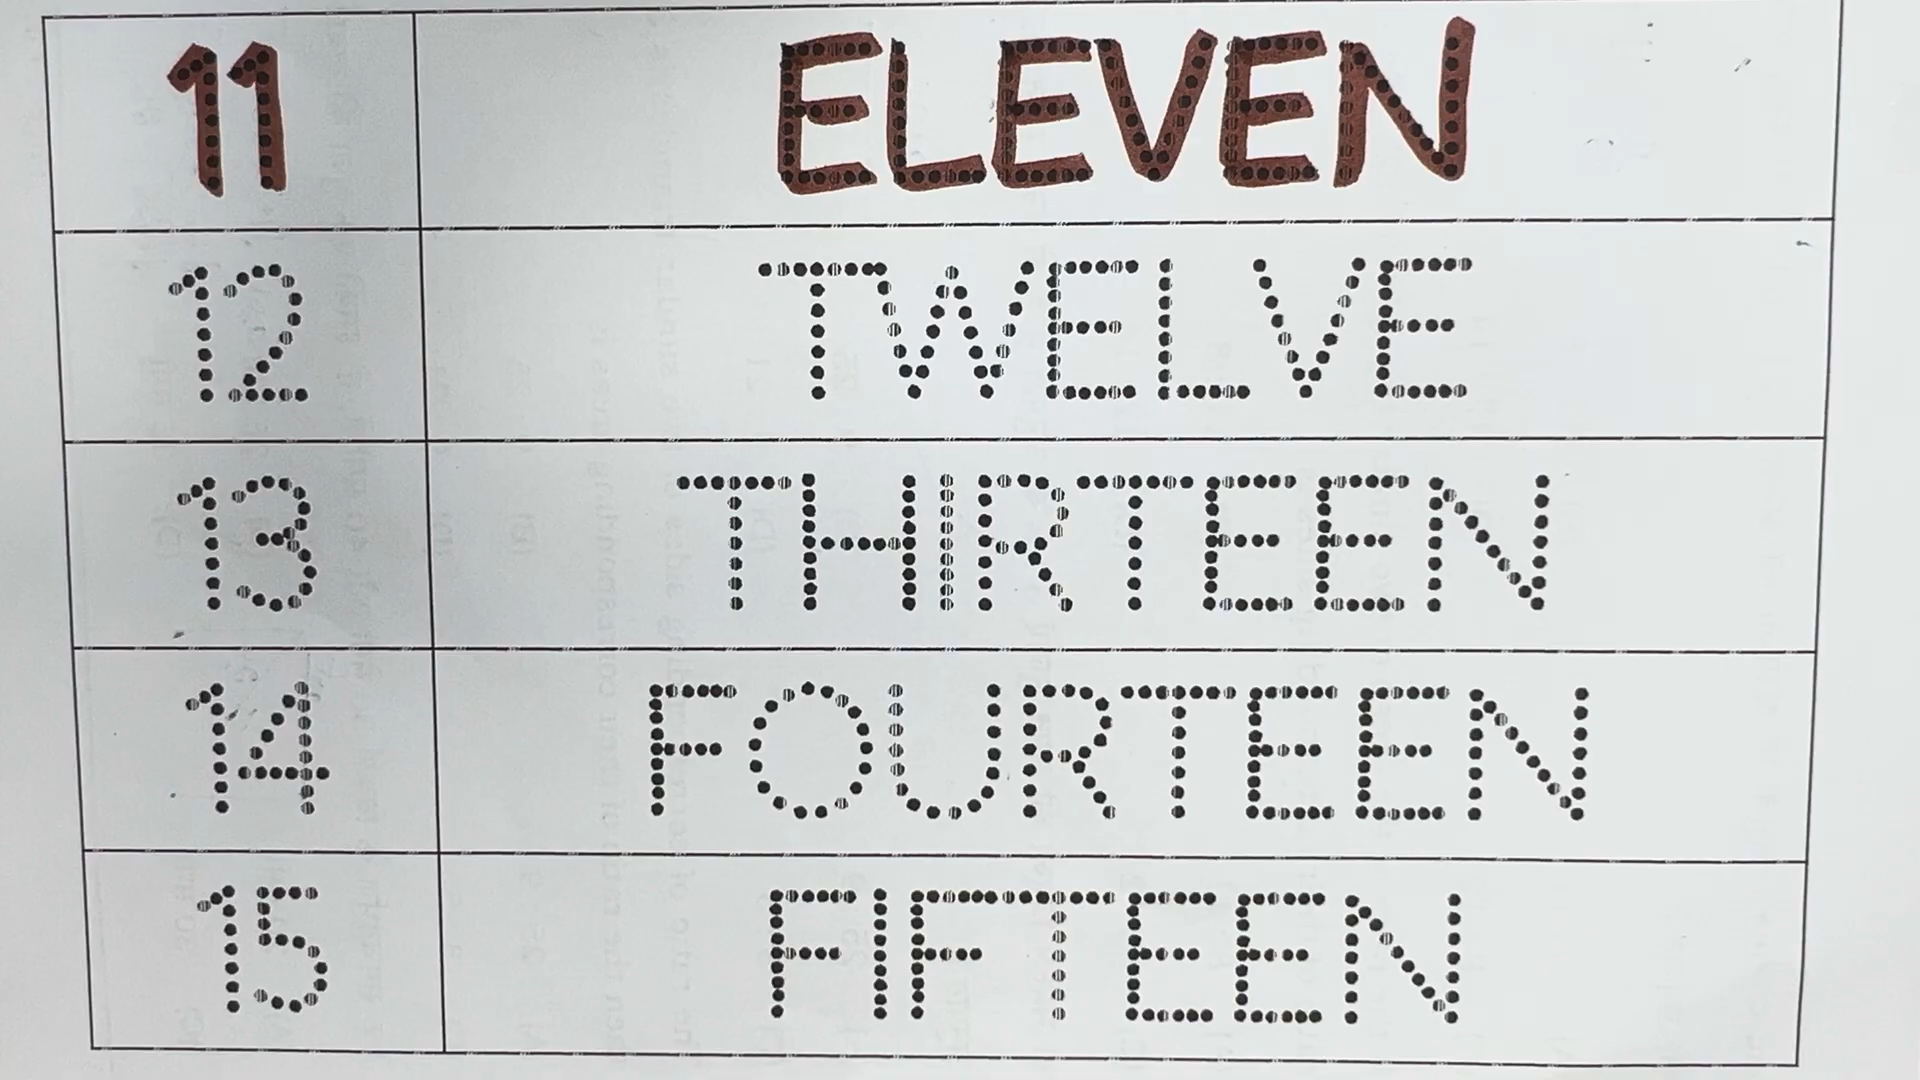 11 ELEVEN
12 TWELVE
13 THIRTEEN
14 FOURTEEN
15 FIFTEEN